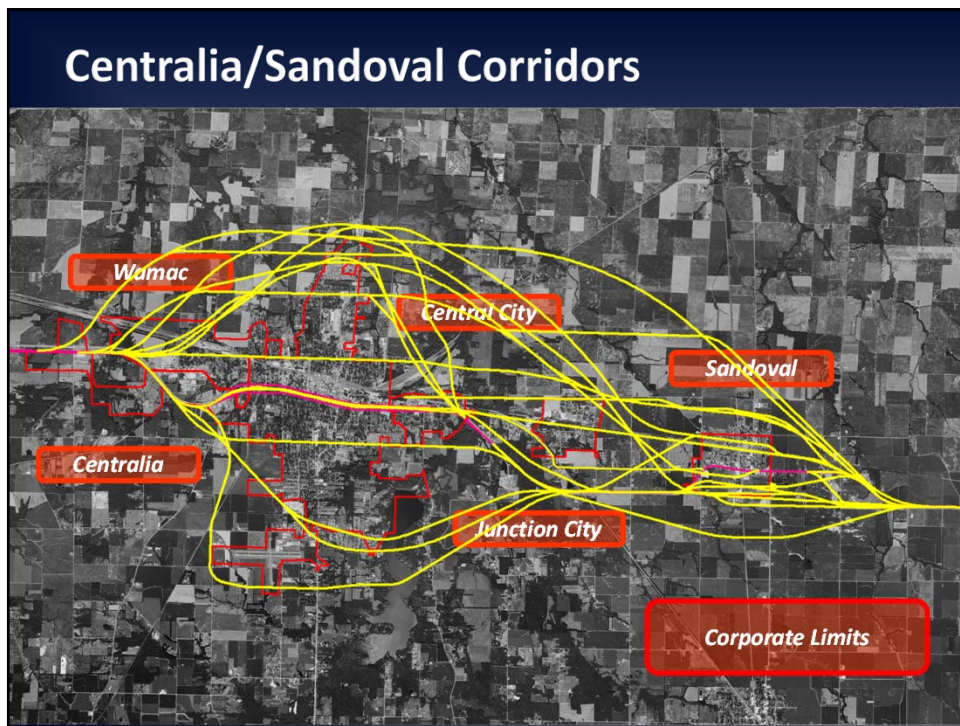 Centralia/Sandoval Corridors
Wamac
Central City
Sandoval
Centralia
Junction City
Corporate Limits